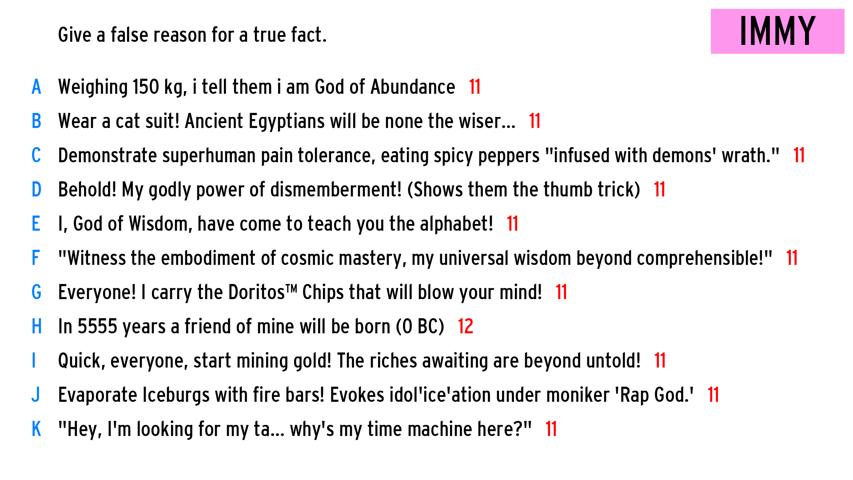 Give a false reason for a true fact.
IMMY
A Weighing 150 kg, i tell them i am God of Abundance 11
B Wear a cat suit! Ancient Egyptians will be none the wiser... 11
C Demonstrate superhuman pain tolerance, eating spicy peppers "infused with demons' wrath." 11
D Behold! My godly power of dismemberment! (Shows them the thumb trick) 11
E I, God of Wisdom, have come to teach you the alphabet! 11
F "Witness the embodiment of cosmic mastery, my universal wisdom beyond comprehensible!" 11
G Everyone! I carry the Doritos™ Chips that will blow your mind! 11
H In 5555 years a friend of mine will be born (0 BC) 12
I Quick, everyone, start mining gold! The riches awaiting are beyond untold! 11
J Evaporate Iceburgs with fire bars! Evokes idol'ice'ation under moniker 'Rap God.' 11
K "Hey, I'm looking for my ta... why's my time machine here?" 11